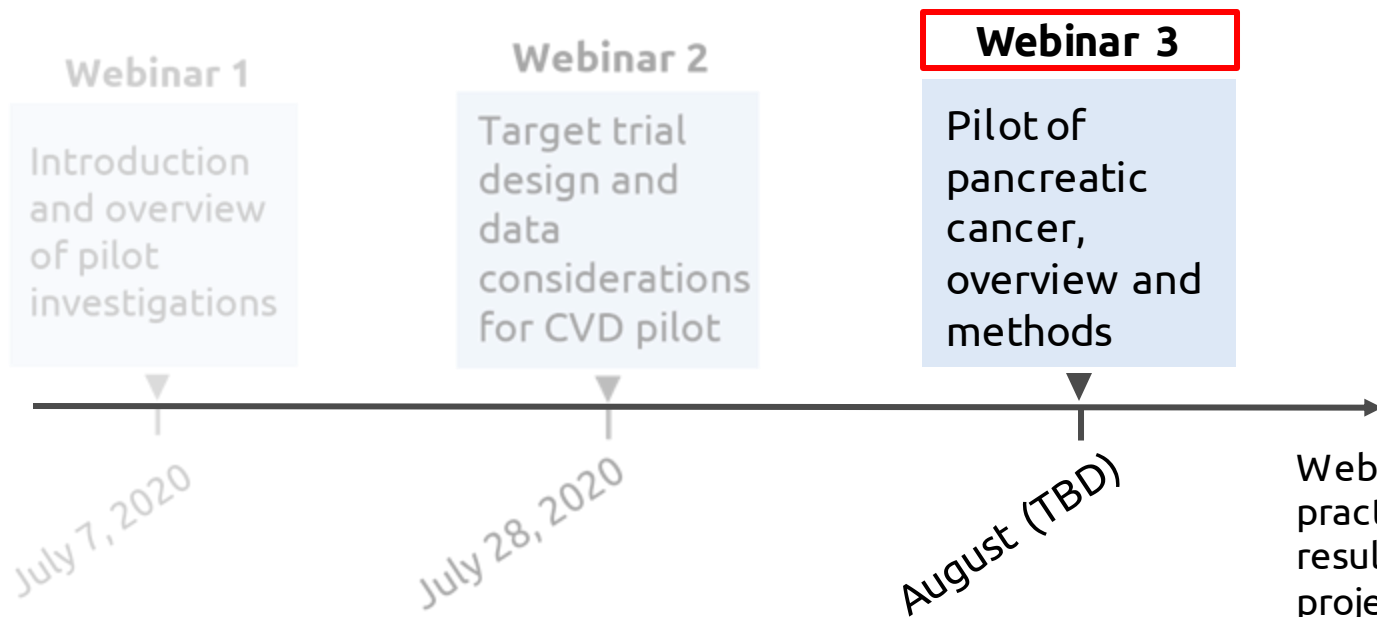 Webinar 1
Introduction
and overview
of pilot
investigations
July 7, 2020
Webinar 2
Target trial
design and
data
considerations
for CVD pilot
July 28, 2020
Webinar 3
Pilot of
pancreatic
cancer,
overview and
methods
August (TBD)